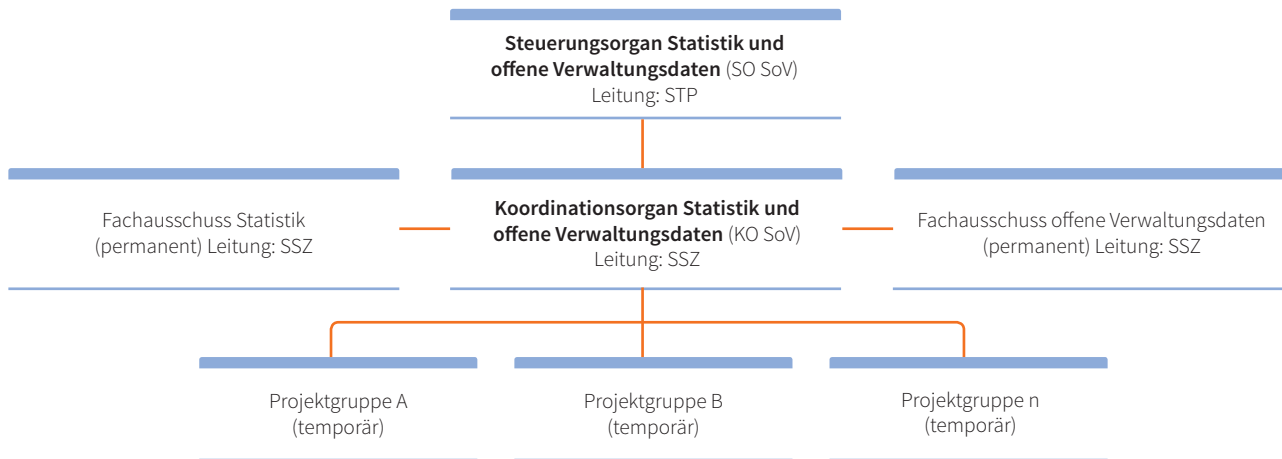 Steuerungsorgan Statistik und
offene Verwaltungsdaten (SO SoV)
Leitung: STP
Fachausschuss Statistik
(permanent) Leitung: SSZ
Koordinationsorgan Statistik und
offene Verwaltungsdaten (KO SoV)
Leitung: SSZ
Fachausschuss offene Verwaltungsdaten
(permanent) Leitung: SSZ
Projektgruppe A
(temporär)
Projektgruppe B
(temporär)
Projektgruppe n
(temporär)